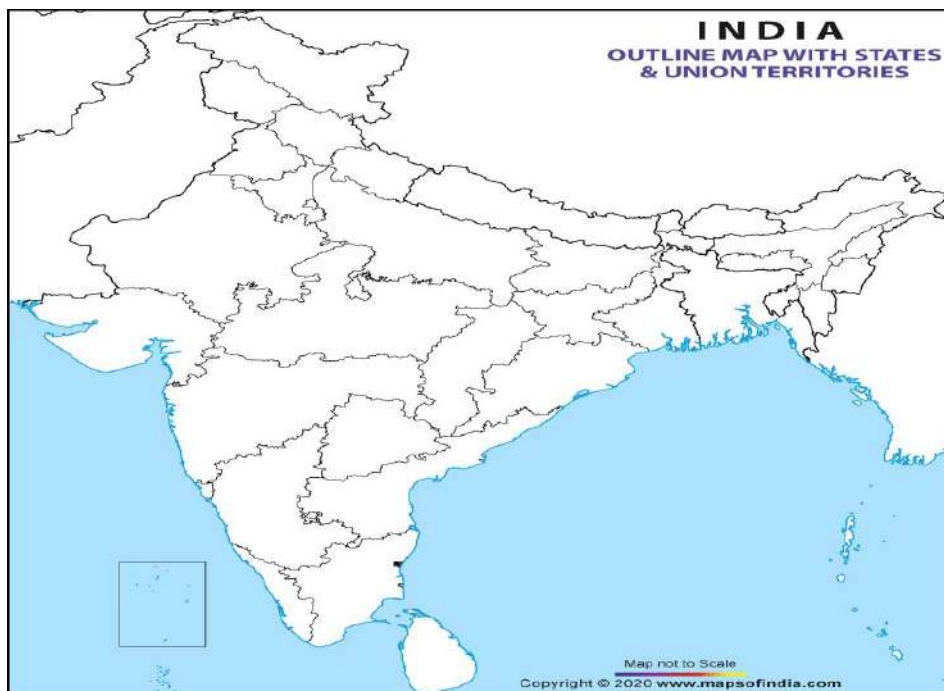 INDIA
OUTLINE MAP WITH STATES
& UNION TERRITORIES
Map not to Scale
Copyright © 2020 www.mapsofindia.com